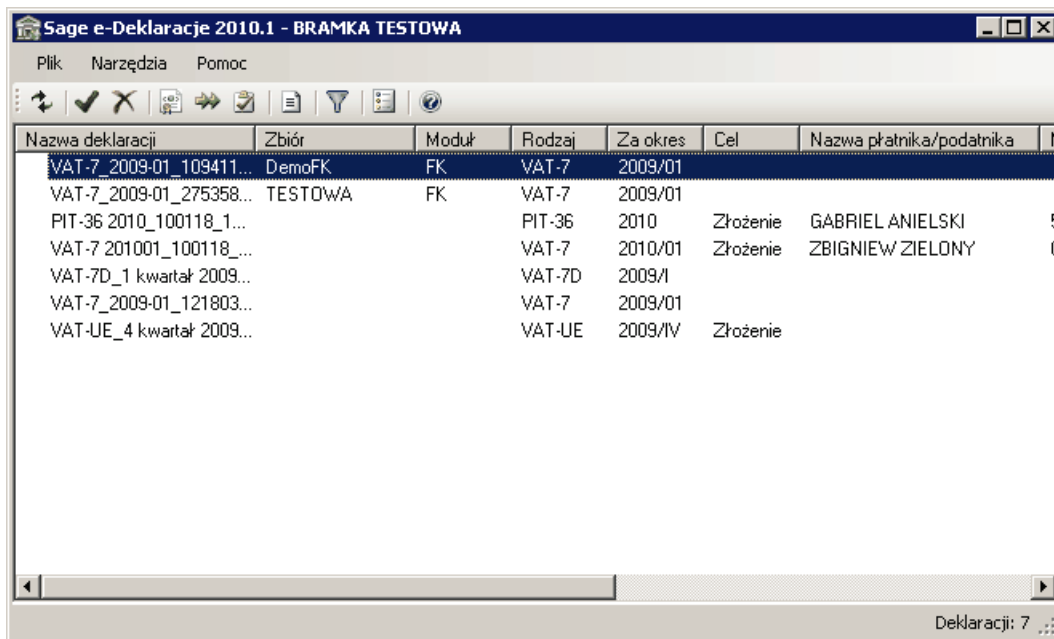 Sage e-Deklaracje 2010.1 - BRAMKA TESTOWA
Plik Narzędzia Pomoc
Nazwa deklaracji Zbiór Moduł Rodzaj Za okres Cel Nazwa płatnika/podatnika
VAT-7_2009-01_109411... DemoFK FK VAT-7 2009/01
VAT-7_2009-01_275358... TESTOWA FK VAT-7 2009/01
PIT-36 2010_100118_1... PIT-36 2010 Złożenie GABRIEL ANIELSKI
VAT-7 201001_100118_... VAT-7 2010/01 Złożenie ZBIGNIEW ZIELONY
VAT-7D_1 kwartał 2009... VAT-7D 2009/I
VAT-7_2009-01_121803... VAT-7 2009/01
VAT-UE_4 kwartał 2009... VAT-UE 2009/IV Złożenie
Deklaracji: 7